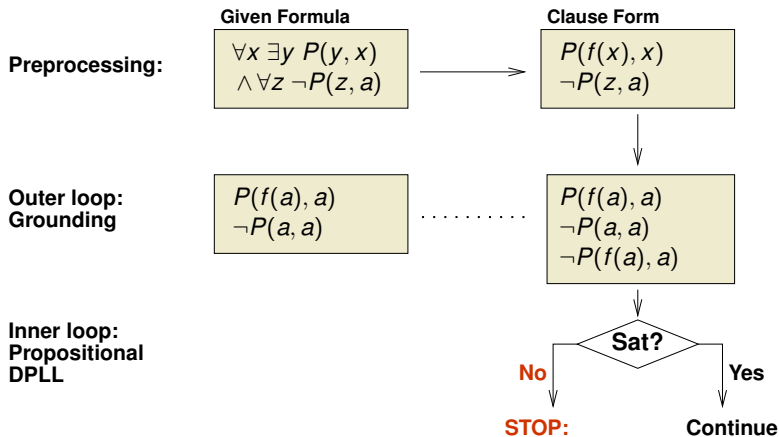 Given Formula
Clause Form
Preprocessing:
∀x ∃y P(y, x)
∧ ∀z ¬P(z, a)
P(f(x), x)
¬P(z, a)
Outer loop:
Grounding
P(f(a), a)
¬P(a, a)
P(f(a), a)
¬P(a, a)
¬P(f(a), a)
Inner loop:
Propositional
DPLL
Sat?
No
Yes
STOP:
Continue